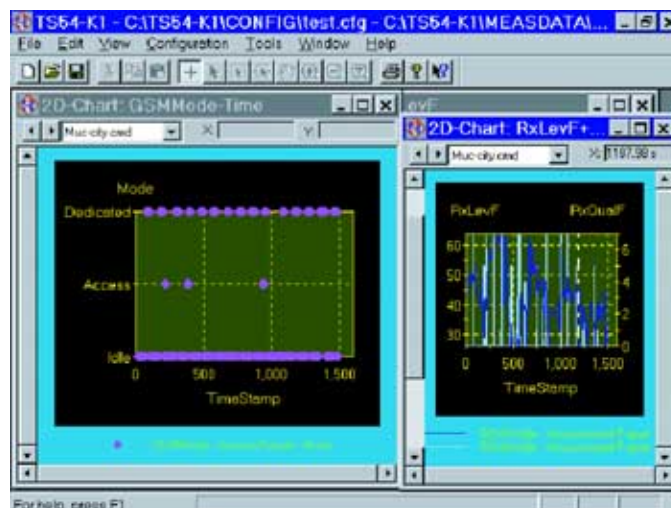 TS54-K1 - C:\TS54-K1\CONFIG\test.cfg - C:\TS54-K1\MEASDATA\...
File Edit View Configuration Tools Window Help
2D-Chart: GSMMode-Time
Muc-city.cmd
X:
Y:
Mode
Dedicated
Access
Idle
0 500 1,000 1,500
TimeStamp
evF
2D-Chart: RxLevF+...
Muc-city.cmd
X: 1187.98 s
RxLevF RxQualF
60
50
40
30
6
4
2
0
0 500 1,000 1,500
TimeStamp
For help, press F1